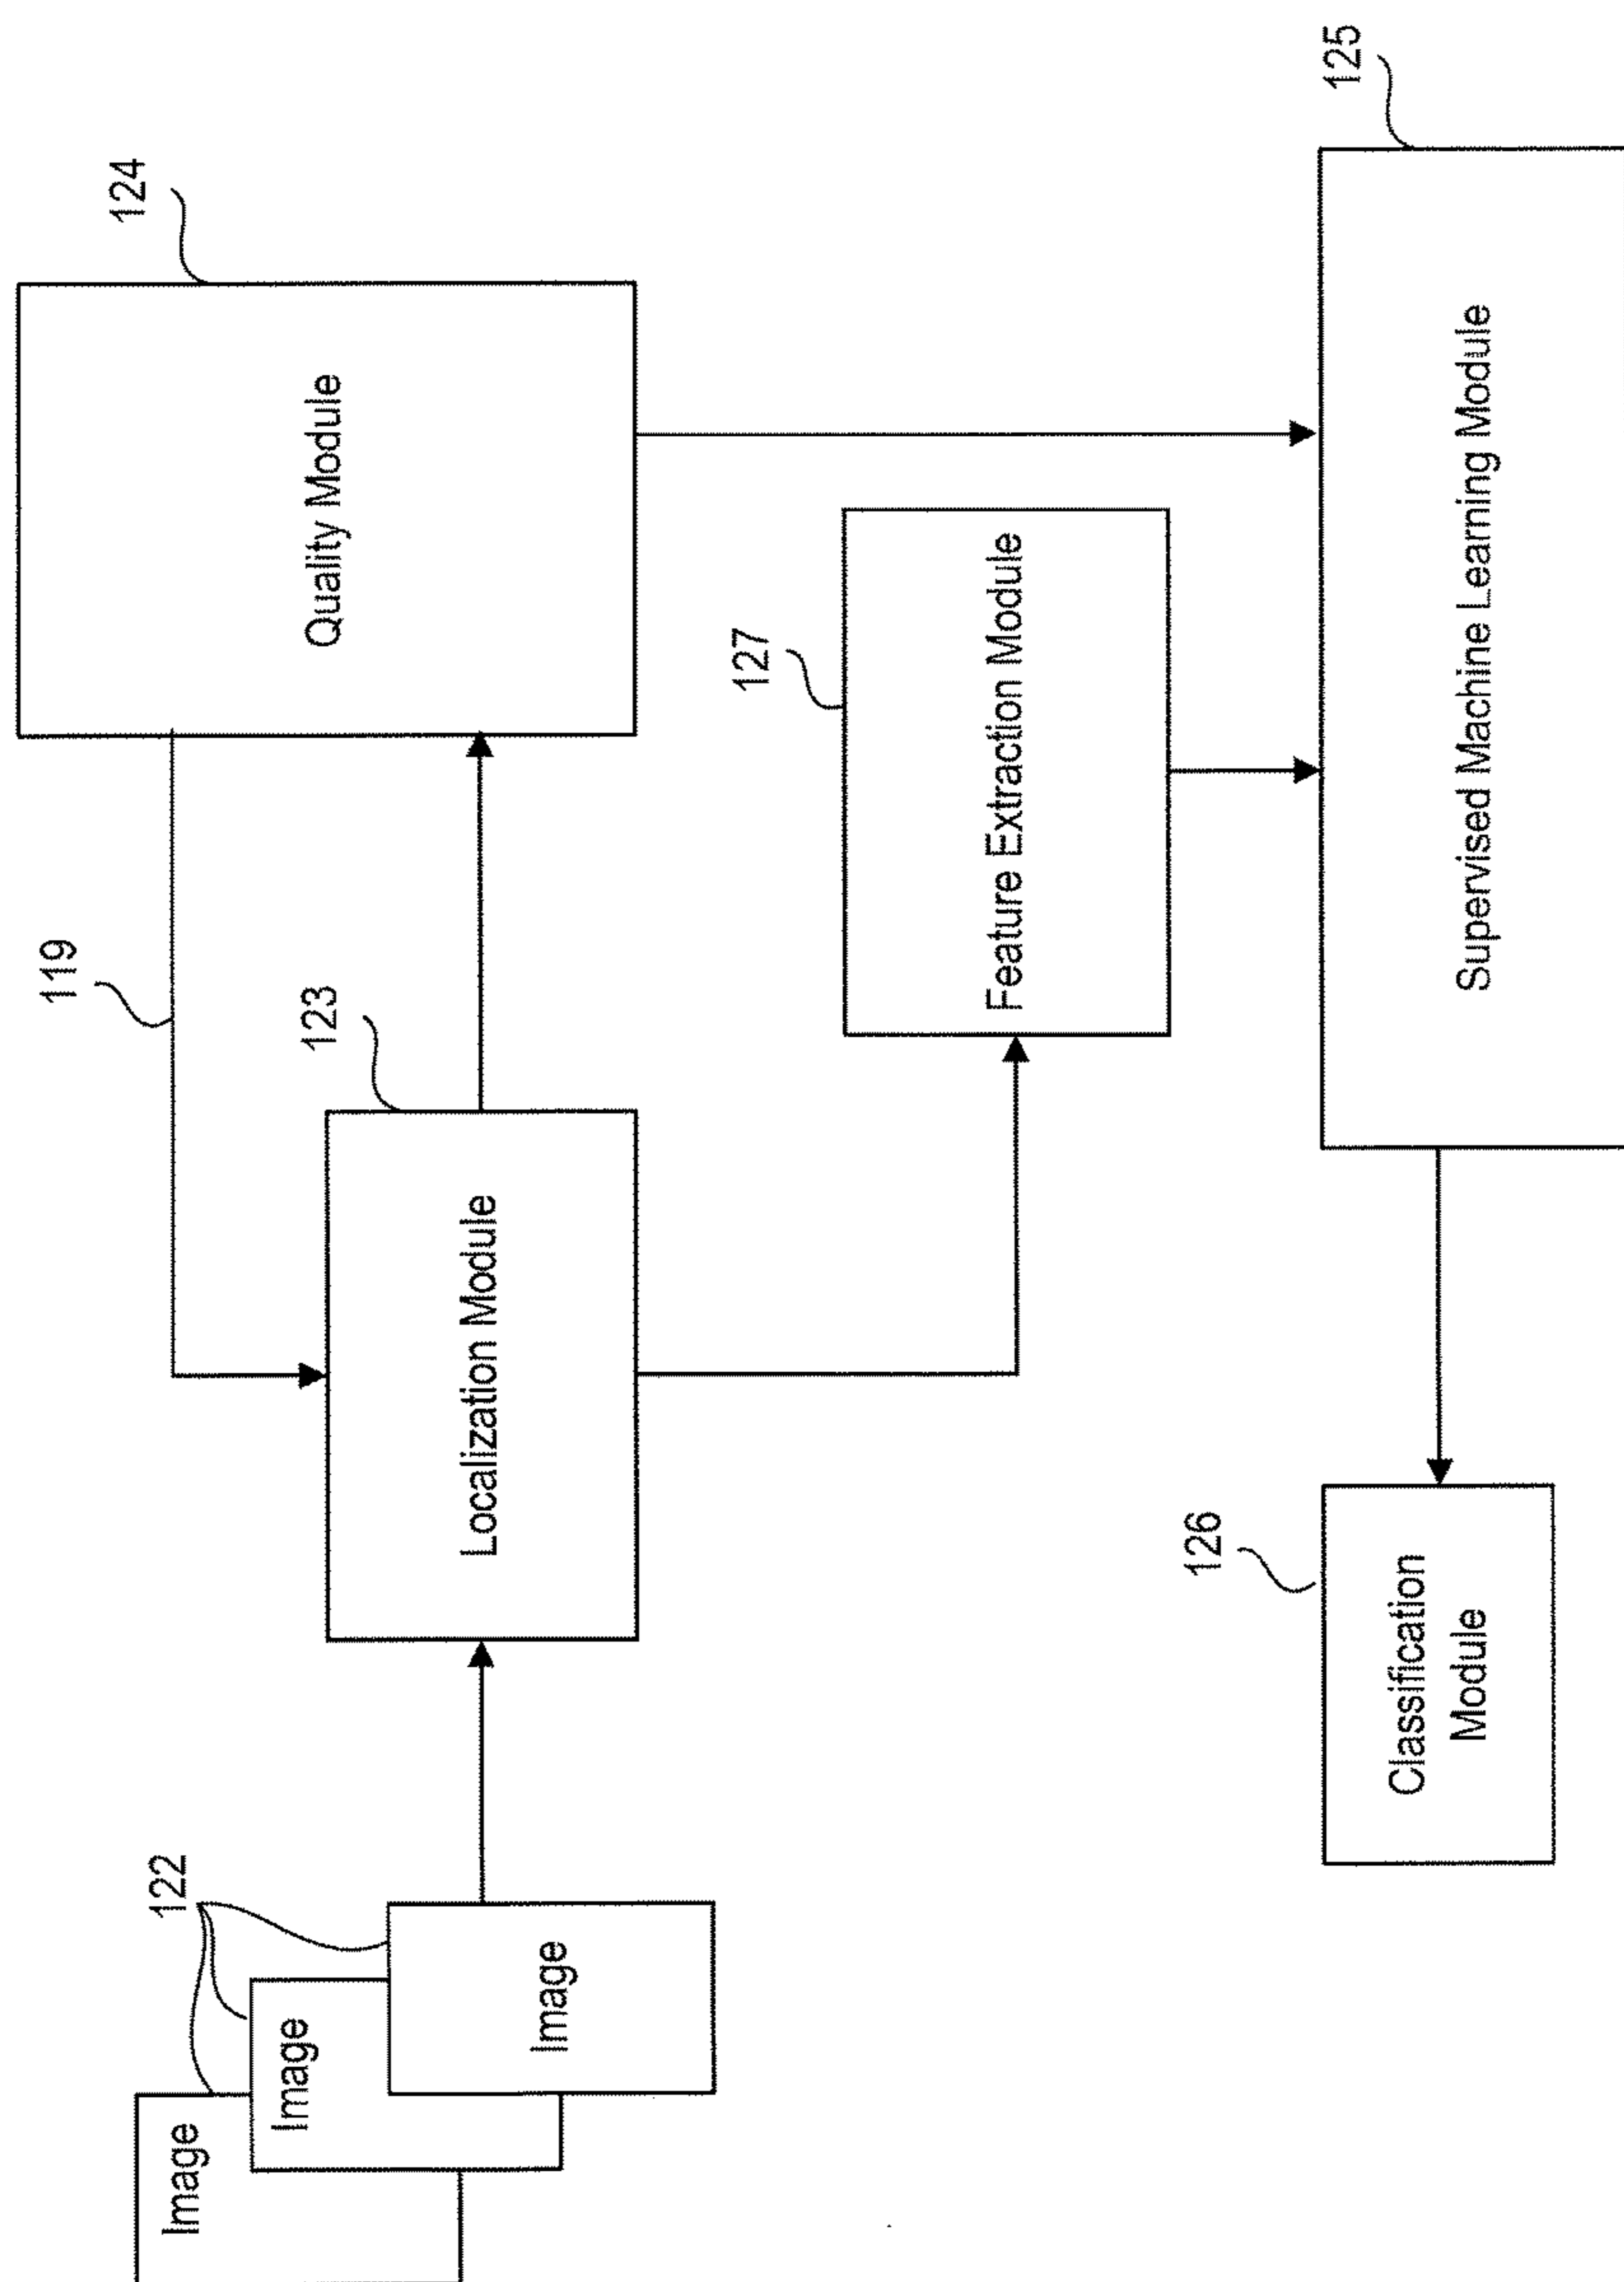 122
Image
Image
Image
119
123
Localization Module
124
Quality Module
127
Feature Extraction Module
126
Classification
Module
125
Supervised Machine Learning Module